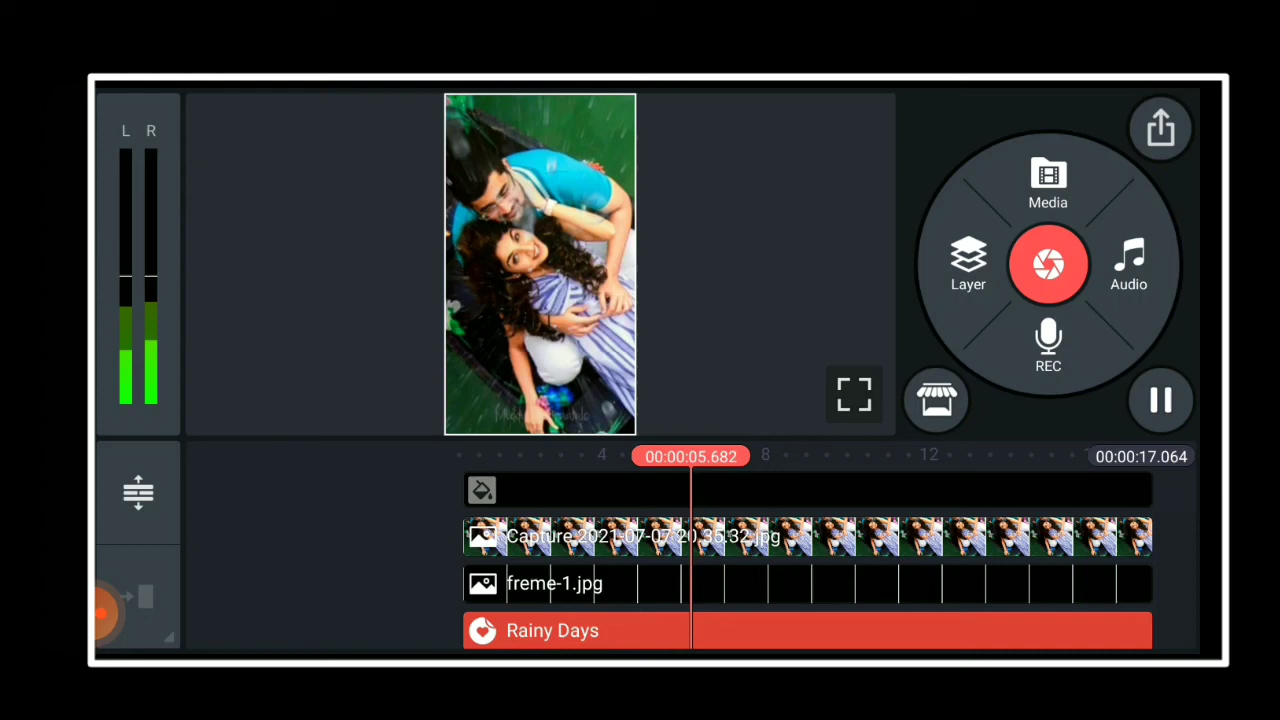 L R
Media
Layer
Audio
REC
4
00:00:05.682
8
12
00:00:17.064
Capture 2021-07-07 20.35.32.jpg
freme-1.jpg
Rainy Days